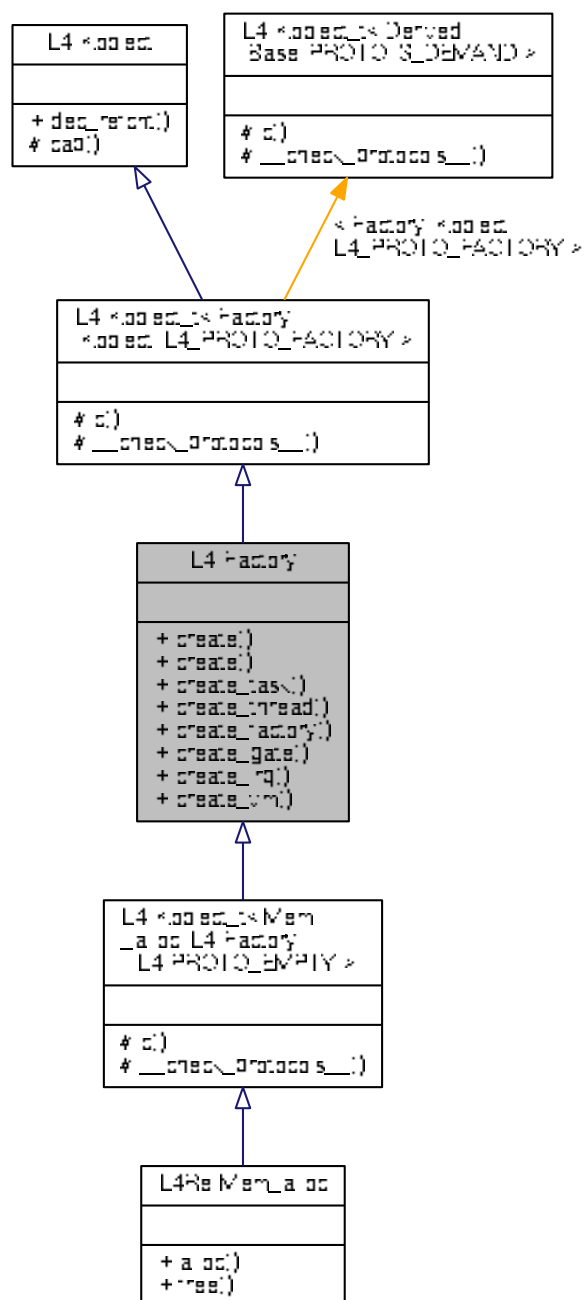 L4::Kobject
+ dec_refcnt()
# cap()
L4::Kobject_t< Derived,
Base, PROTO, S_DEMAND >
# c()
# __check_protocols__()
< Factory, Kobject,
L4_PROTO_FACTORY >
L4::Kobject_t< Factory,
Kobject, L4_PROTO_FACTORY >
# c()
# __check_protocols__()
L4::Factory
+ create()
+ create()
+ create_task()
+ create_thread()
+ create_factory()
+ create_gate()
+ create_irq()
+ create_vm()
L4::Kobject_t< Mem
_alloc, L4::Factory,
L4::PROTO_EMPTY >
# c()
# __check_protocols__()
L4Re::Mem_alloc
+ alloc()
+ free()